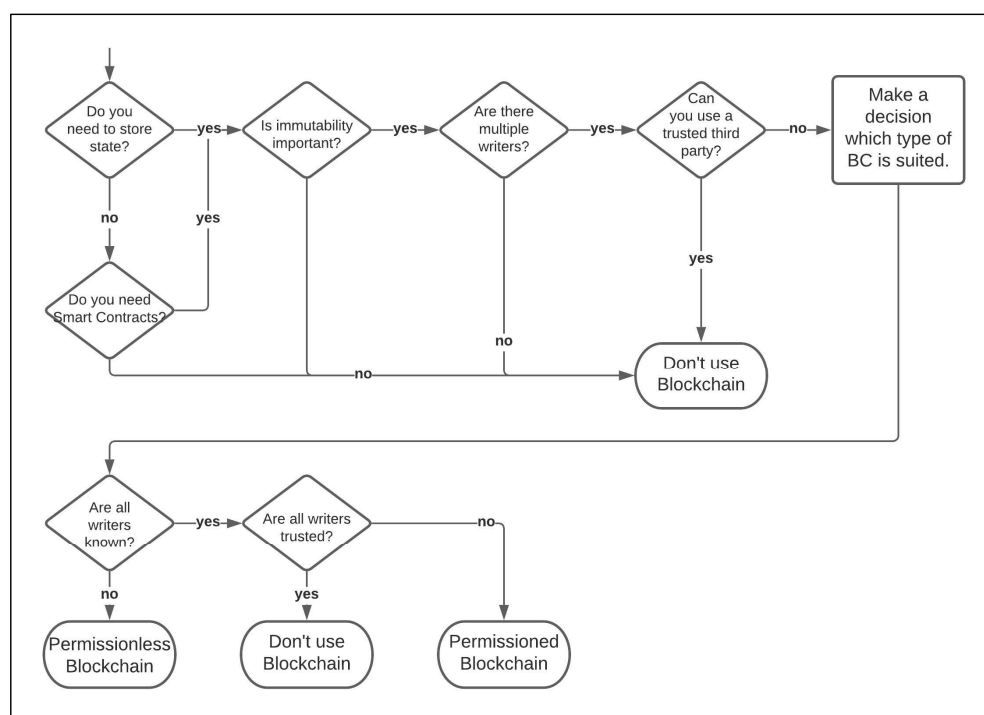 Do you
need to store
state?
yes
Is immutability
important?
yes
Are there
multiple
writers?
yes
Can
you use a
trusted third
party?
no
Make a
decision
which type of
BC is suited.
no
yes
yes
Do you need
Smart Contracts?
no
no
Don't use
Blockchain
Are all
writers
known?
yes
Are all writers
trusted?
no
no
yes
Permissionless
Blockchain
Don't use
Blockchain
Permissioned
Blockchain